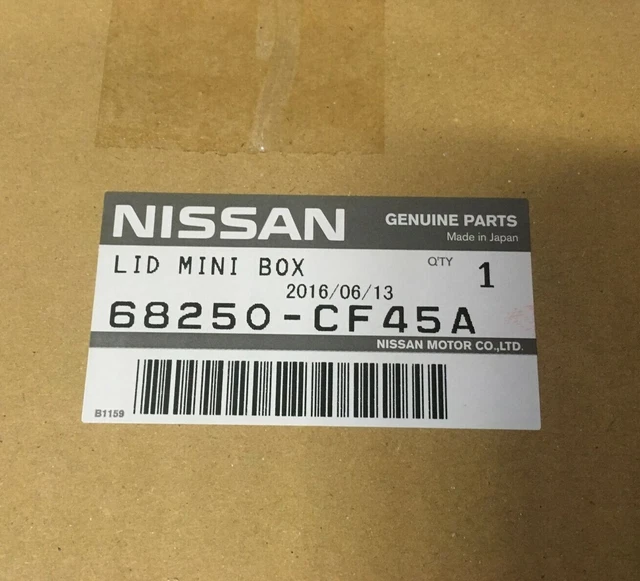 NISSAN
GENUINE PARTS
Made in Japan
LID MINI BOX
Q'TY 1
2016/06/13
68250-CF45A
NISSAN MOTOR CO.,LTD.
B1159